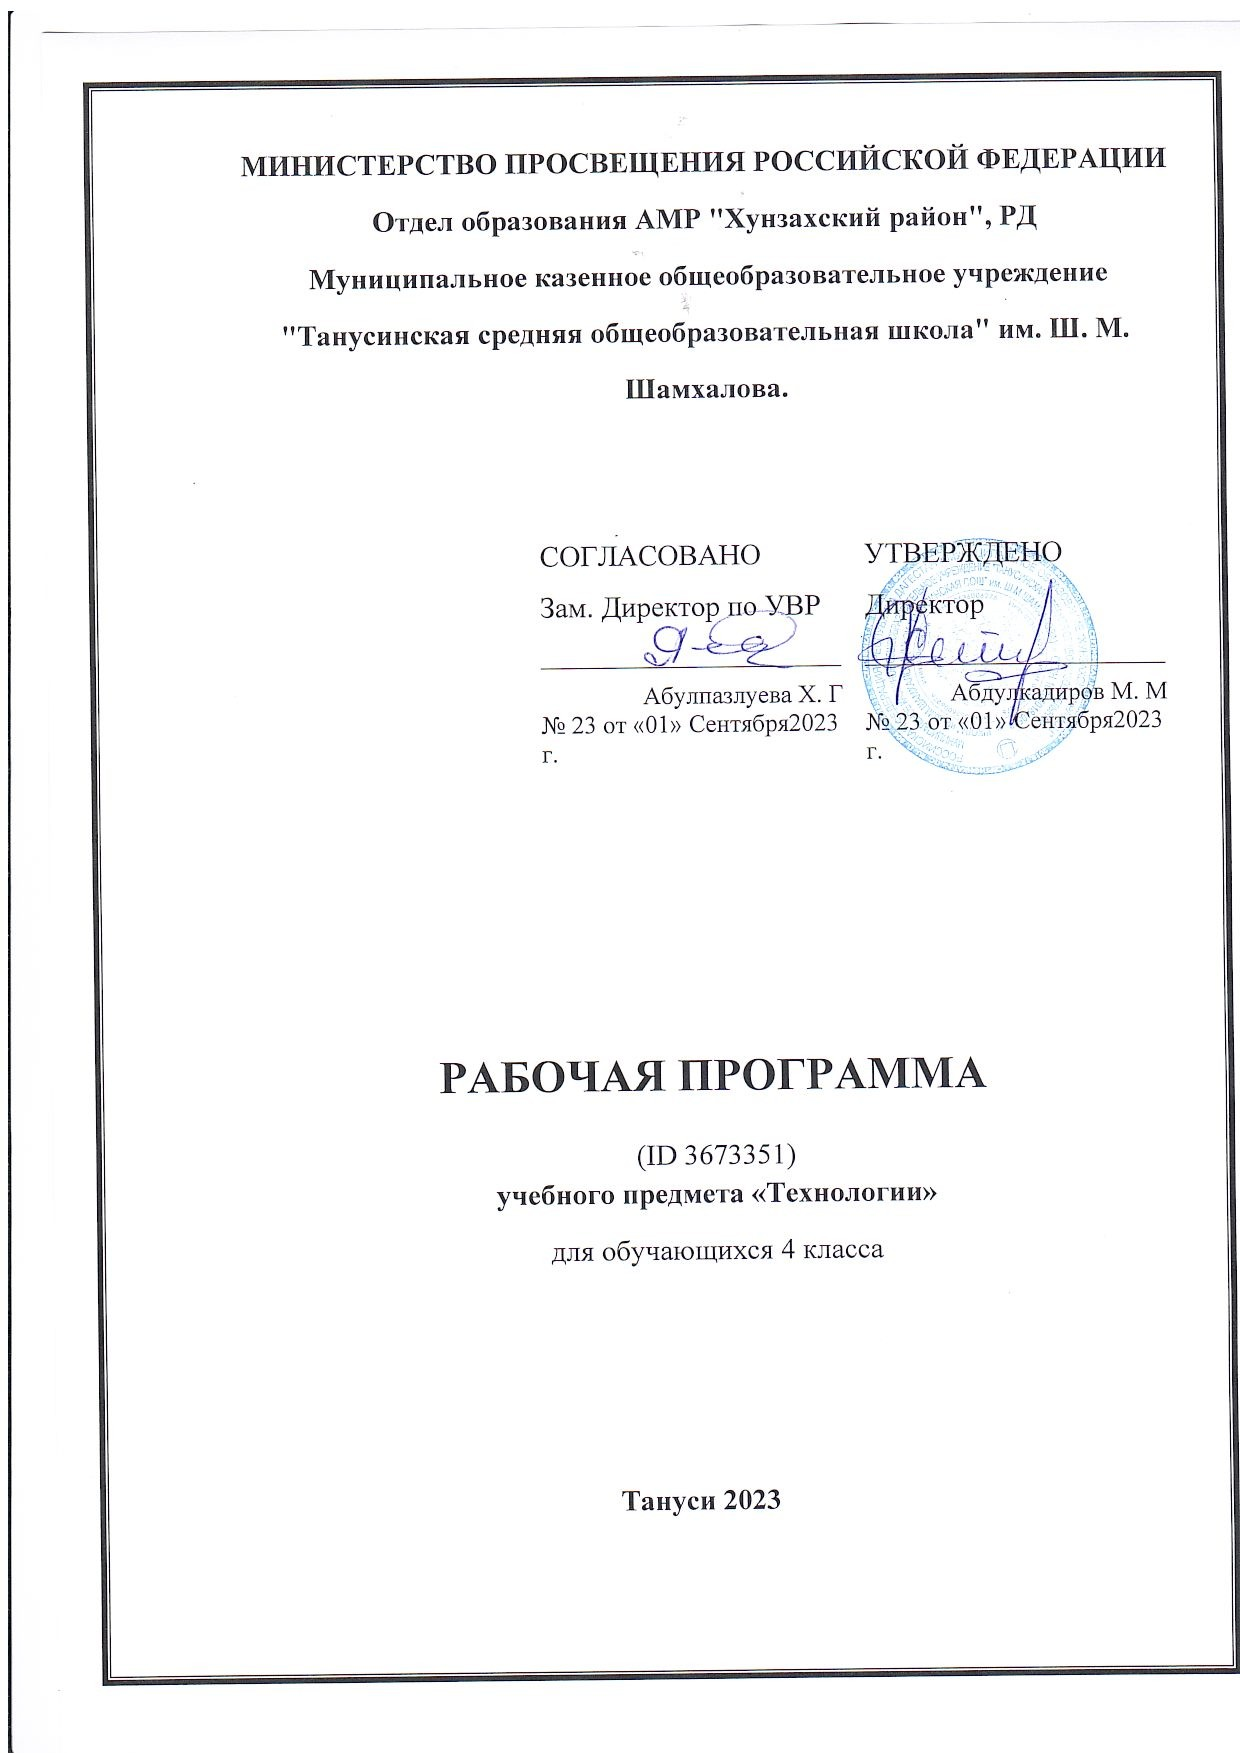 МИНИСТЕРСТВО ПРОСВЕЩЕНИЯ РОССИЙСКОЙ ФЕДЕРАЦИИ
Отдел образования АМР "Хунзахский район", РД
Муниципальное казенное общеобразовательное учреждение
"Танусинская средняя общеобразовательная школа" им. Ш. М.
Шамхалова.
СОГЛАСОВАНО
Зам. Директор по УВР
Абулпазлуева Х. Г
№ 23 от «01» Сентября2023
г.
УТВЕРЖДЕНО
Директор
Абдулкадиров М. М
№ 23 от «01» Сентября2023
г.
РАБОЧАЯ ПРОГРАММА
(ID 3673351)
учебного предмета «Технологии»
для обучающихся 4 класса
Тануси 2023